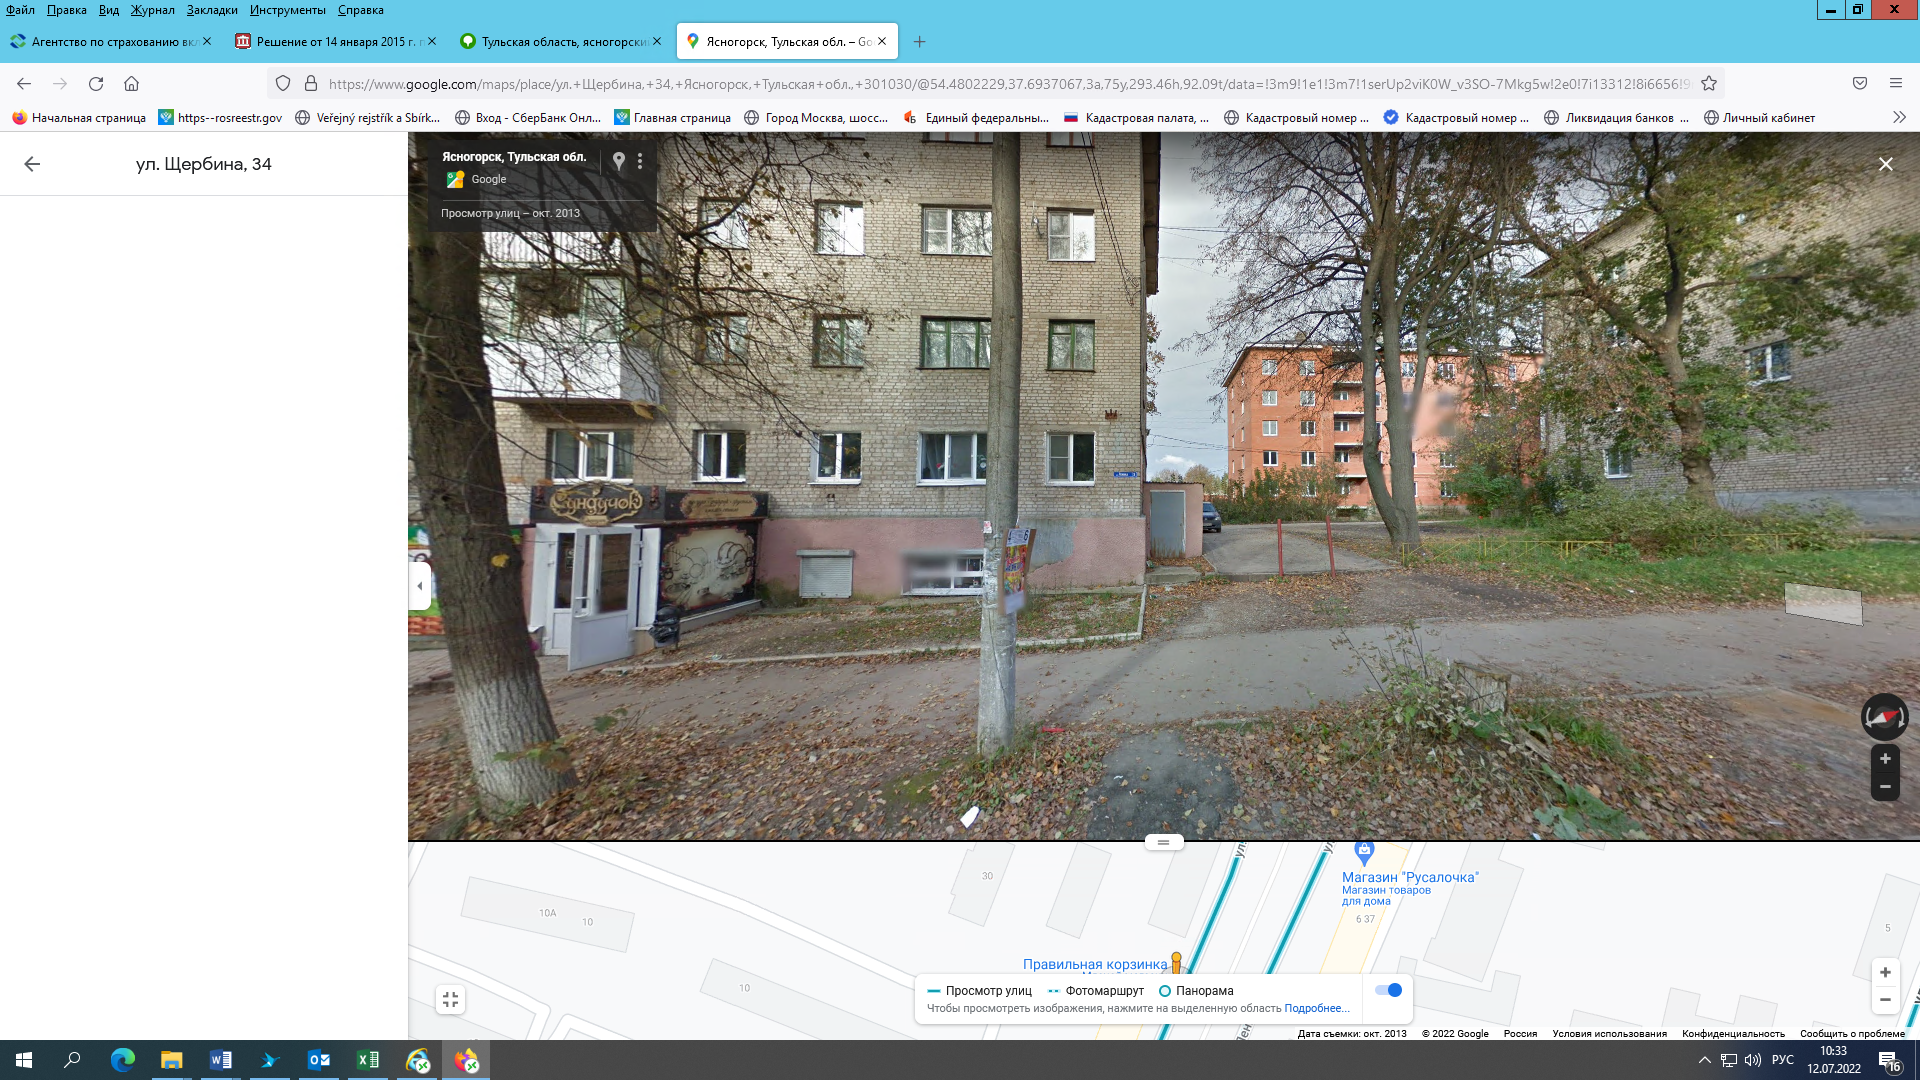 Файл Правка Вид Журнал Закладки Инструменты Справка
Агентство по страхованию вкл
Решение от 14 января 2015 г. п
Тульская область, ясногорский
Ясногорск, Тульская обл. – Go
https://www.google.com/maps/place/ул.+Щербина,+34,+Ясногорск,+Тульская+обл.,+301030/@54.4802229,37.6937067,3a,75y,293.46h,92.09t/data=!3m9!1e1!3m7!1serUp2viK0W_v3SO-7Mkg5w!2e0!7i13312!8i6656!9
Начальная страница
https--rosreestr.gov
Veřejný rejstřík a Sbírk...
Вход - СберБанк Онл...
Главная страница
Город Москва, шосс...
Единый федеральны...
Кадастровая палата, ...
Кадастровый номер ...
Кадастровый номер ...
Ликвидация банков ...
Личный кабинет
ул. Щербина, 34
Ясногорск, Тульская обл.
Google
Просмотр улиц – окт. 2013
Сундучок
30
10А
10
10
Магазин "Русалочка"
Магазин товаров
для дома
6 37
5
Правильная корзинка
Просмотр улиц Фотомаршрут Панорама
Чтобы просмотреть изображения, нажмите на выделенную область Подробнее...
Дата съемки: окт. 2013 © 2022 Google Россия Условия использования Конфиденциальность Сообщить о проблеме
РУС
10:33
12.07.2022
16